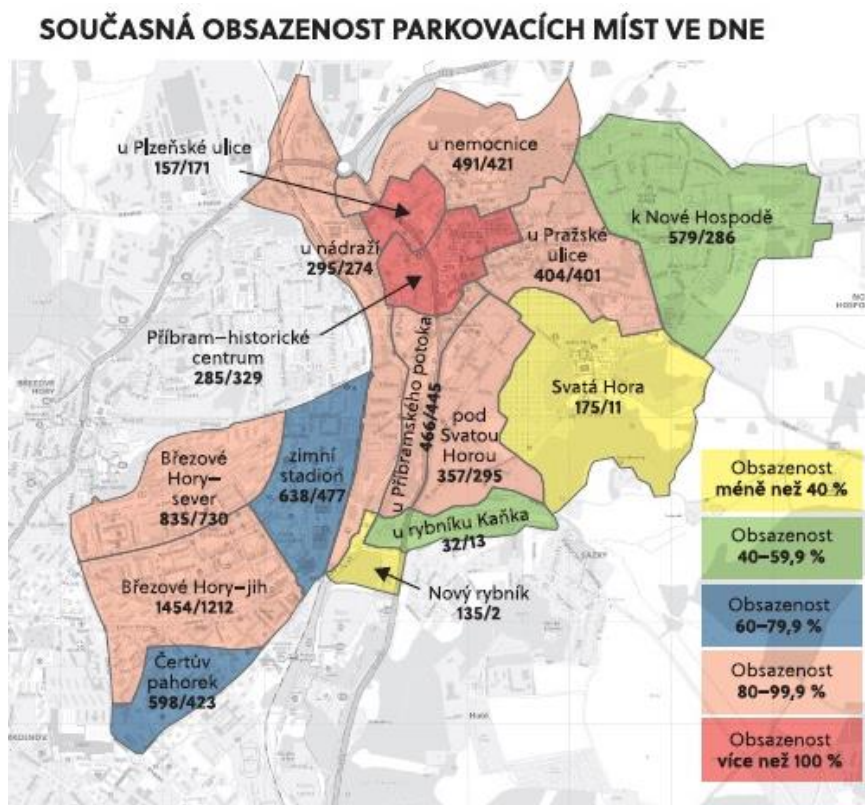 SOUČASNÁ OBSAZENOST PARKOVACÍCH MÍST VE DNE
u Plzeňské ulice
157/171
u nemocnice
491/421
k Nové Hospodě
579/286
u nádraží
295/274
u Pražské
ulice
404/401
Příbram–historické
centrum
285/329
u Příbramského potoka
466/445
Svatá Hora
175/11
pod
Svatou
Horou
357/295
BŘEZOVÉ
HORY
Březové
Hory–
sever
835/730
zimní
stadion
638/477
u rybníku Kaňka
32/13
Březové Hory–jih
1454/1212
Nový rybník
135/2
Čertův
pahorek
598/423
Obsazenost
méně než 40 %
Obsazenost
40–59,9 %
Obsazenost
60–79,9 %
Obsazenost
80–99,9 %
Obsazenost
více než 100 %